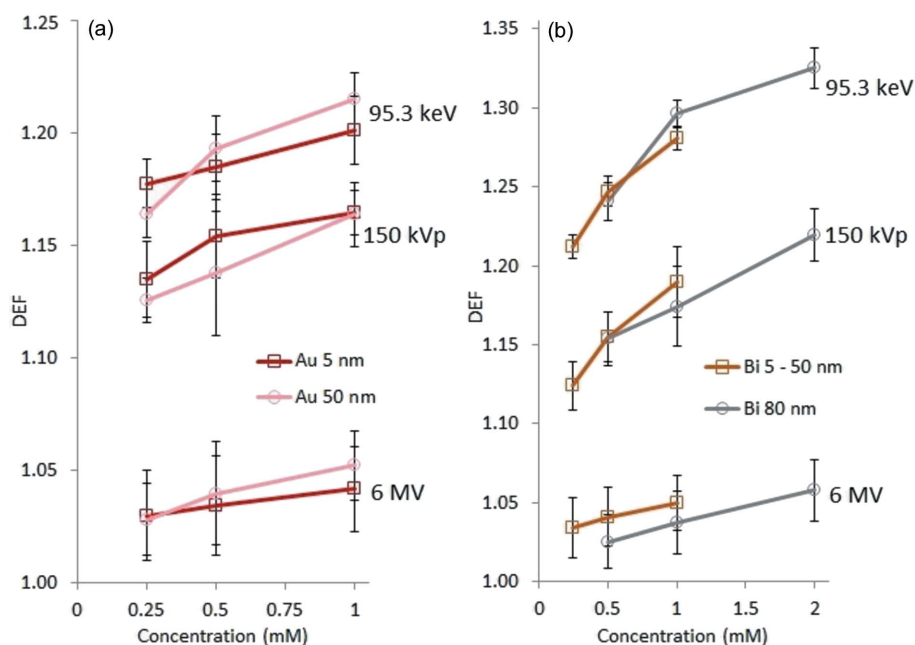 (a)
1.25
1.20
1.15
1.10
1.05
1.00
DEF
95.3 keV
150 kVp
Au 5 nm
Au 50 nm
6 MV
0 0.25 0.5 0.75 1
Concentration (mM)
(b)
1.35
1.30
1.25
1.20
1.15
1.10
1.05
1.00
DEF
95.3 keV
150 kVp
Bi 5 - 50 nm
Bi 80 nm
6 MV
0 0.5 1 1.5 2
Concentration (mM)